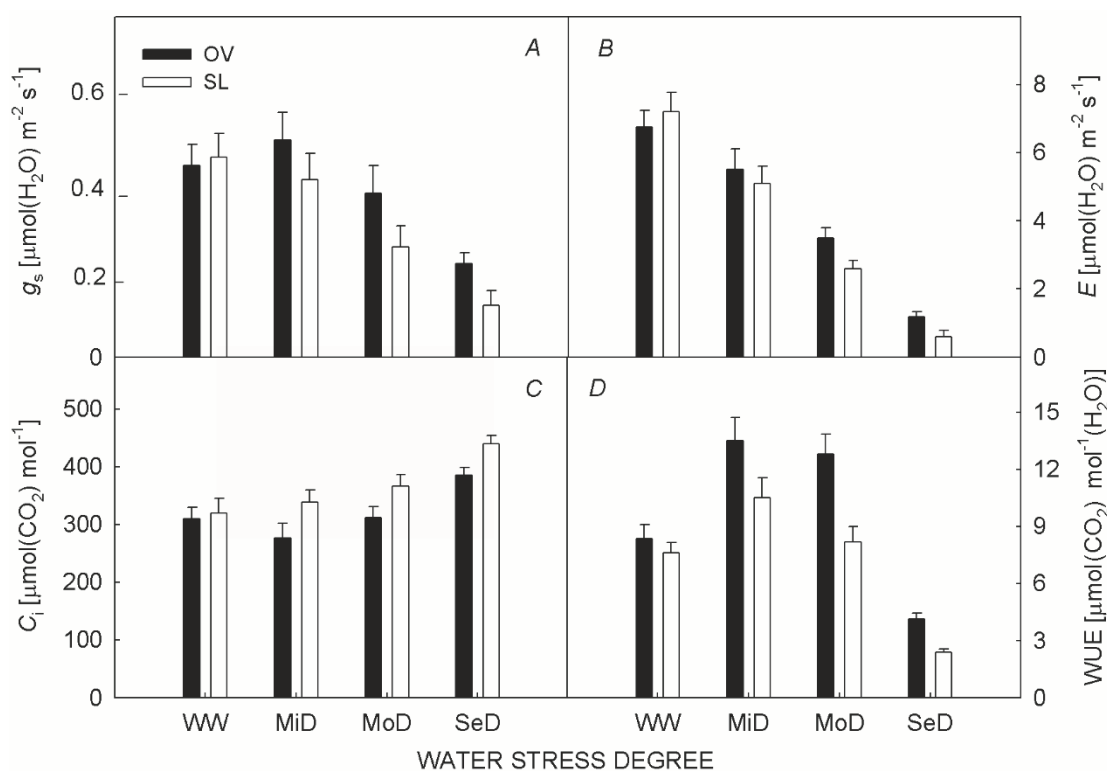 OV
SL
A
B
0.6
0.4
0.2
0
g_s [μmol(H₂O) m⁻² s⁻¹]
8
6
4
2
0
E [μmol(H₂O) m⁻² s⁻¹]
C
D
500
400
300
200
100
0
C_i [μmol(CO₂) mol⁻¹]
15
12
9
6
3
0
WUE [μmol(CO₂) mol⁻¹(H₂O)]
WW MiD MoD SeD WW MiD MoD SeD
WATER STRESS DEGREE